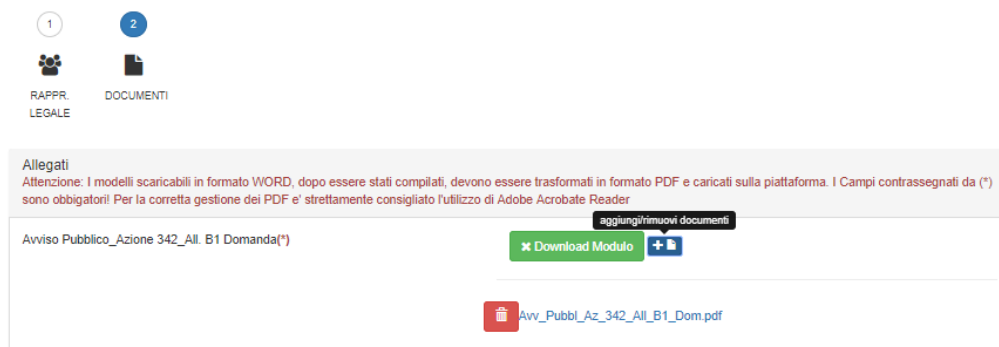 1
2
RAPPR.
LEGALE
DOCUMENTI
Allegati
Attenzione: I modelli scaricabili in formato WORD, dopo essere stati compilati, devono essere trasformati in formato PDF e caricati sulla piattaforma. I Campi contrassegnati da (*)
sono obbigatori! Per la corretta gestione dei PDF e' strettamente consigliato l'utilizzo di Adobe Acrobate Reader
aggiungi/rimuovi documenti
Avviso Pubblico_Azione 342_All. B1 Domanda(*)
Download Modulo
Avv_Pubbl_Az_342_All_B1_Dom.pdf